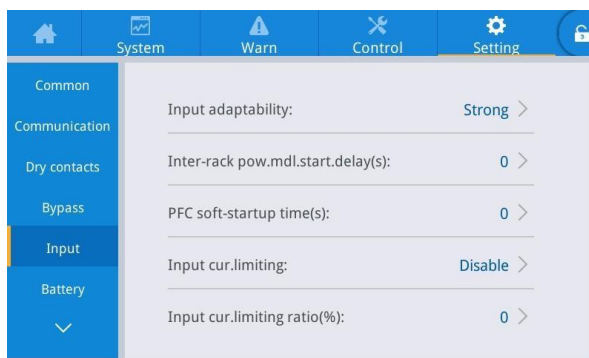 System
Warn
Control
Setting
3
Common
Communication
Dry contacts
Bypass
Input
Battery
Input adaptability: Strong
Inter-rack pow.mdl.start.delay(s): 0
PFC soft-startup time(s): 0
Input cur.limiting: Disable
Input cur.limiting ratio(%): 0